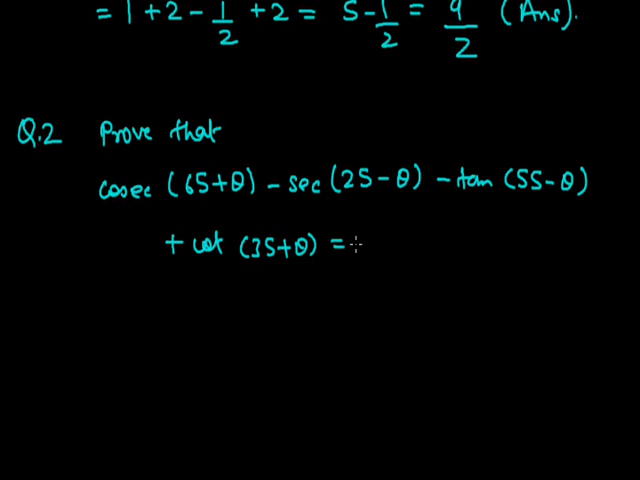 = 1 + 2 - 1/2 + 2 = 5 - 1/2 = 9/2 (Ans).
Q.2 Prove that
cosec (65+θ) - sec (25-θ) - tan (55-θ)
+ cot (35+θ) =